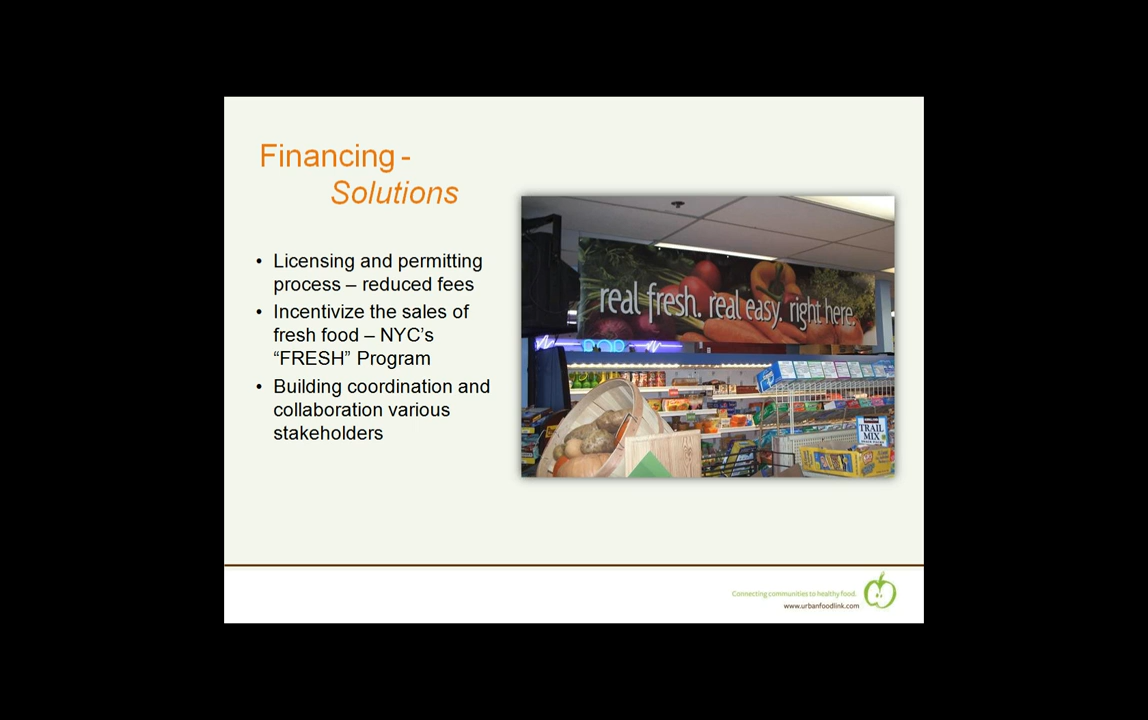 Financing -
Solutions
• Licensing and permitting
process – reduced fees
• Incentivize the sales of
fresh food – NYC’s
“FRESH” Program
• Building coordination and
collaboration various
stakeholders
real fresh. real easy. right here.
POP
TRAIL
MIX
Connecting communities to healthy food.
www.urbanfoodlink.com